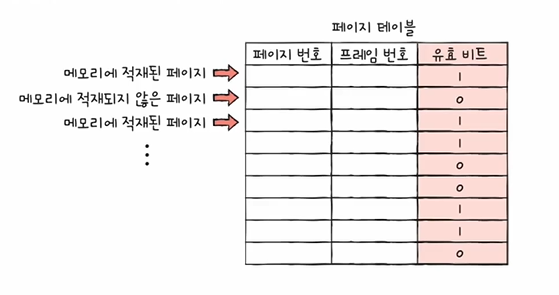 페이지 테이블
페이지 번호 프레임 번호 유효 비트
메모리에 적재된 페이지 1
메모리에 적재되지 않은 페이지 0
메모리에 적재된 페이지 1
1
0
0
1
1
0